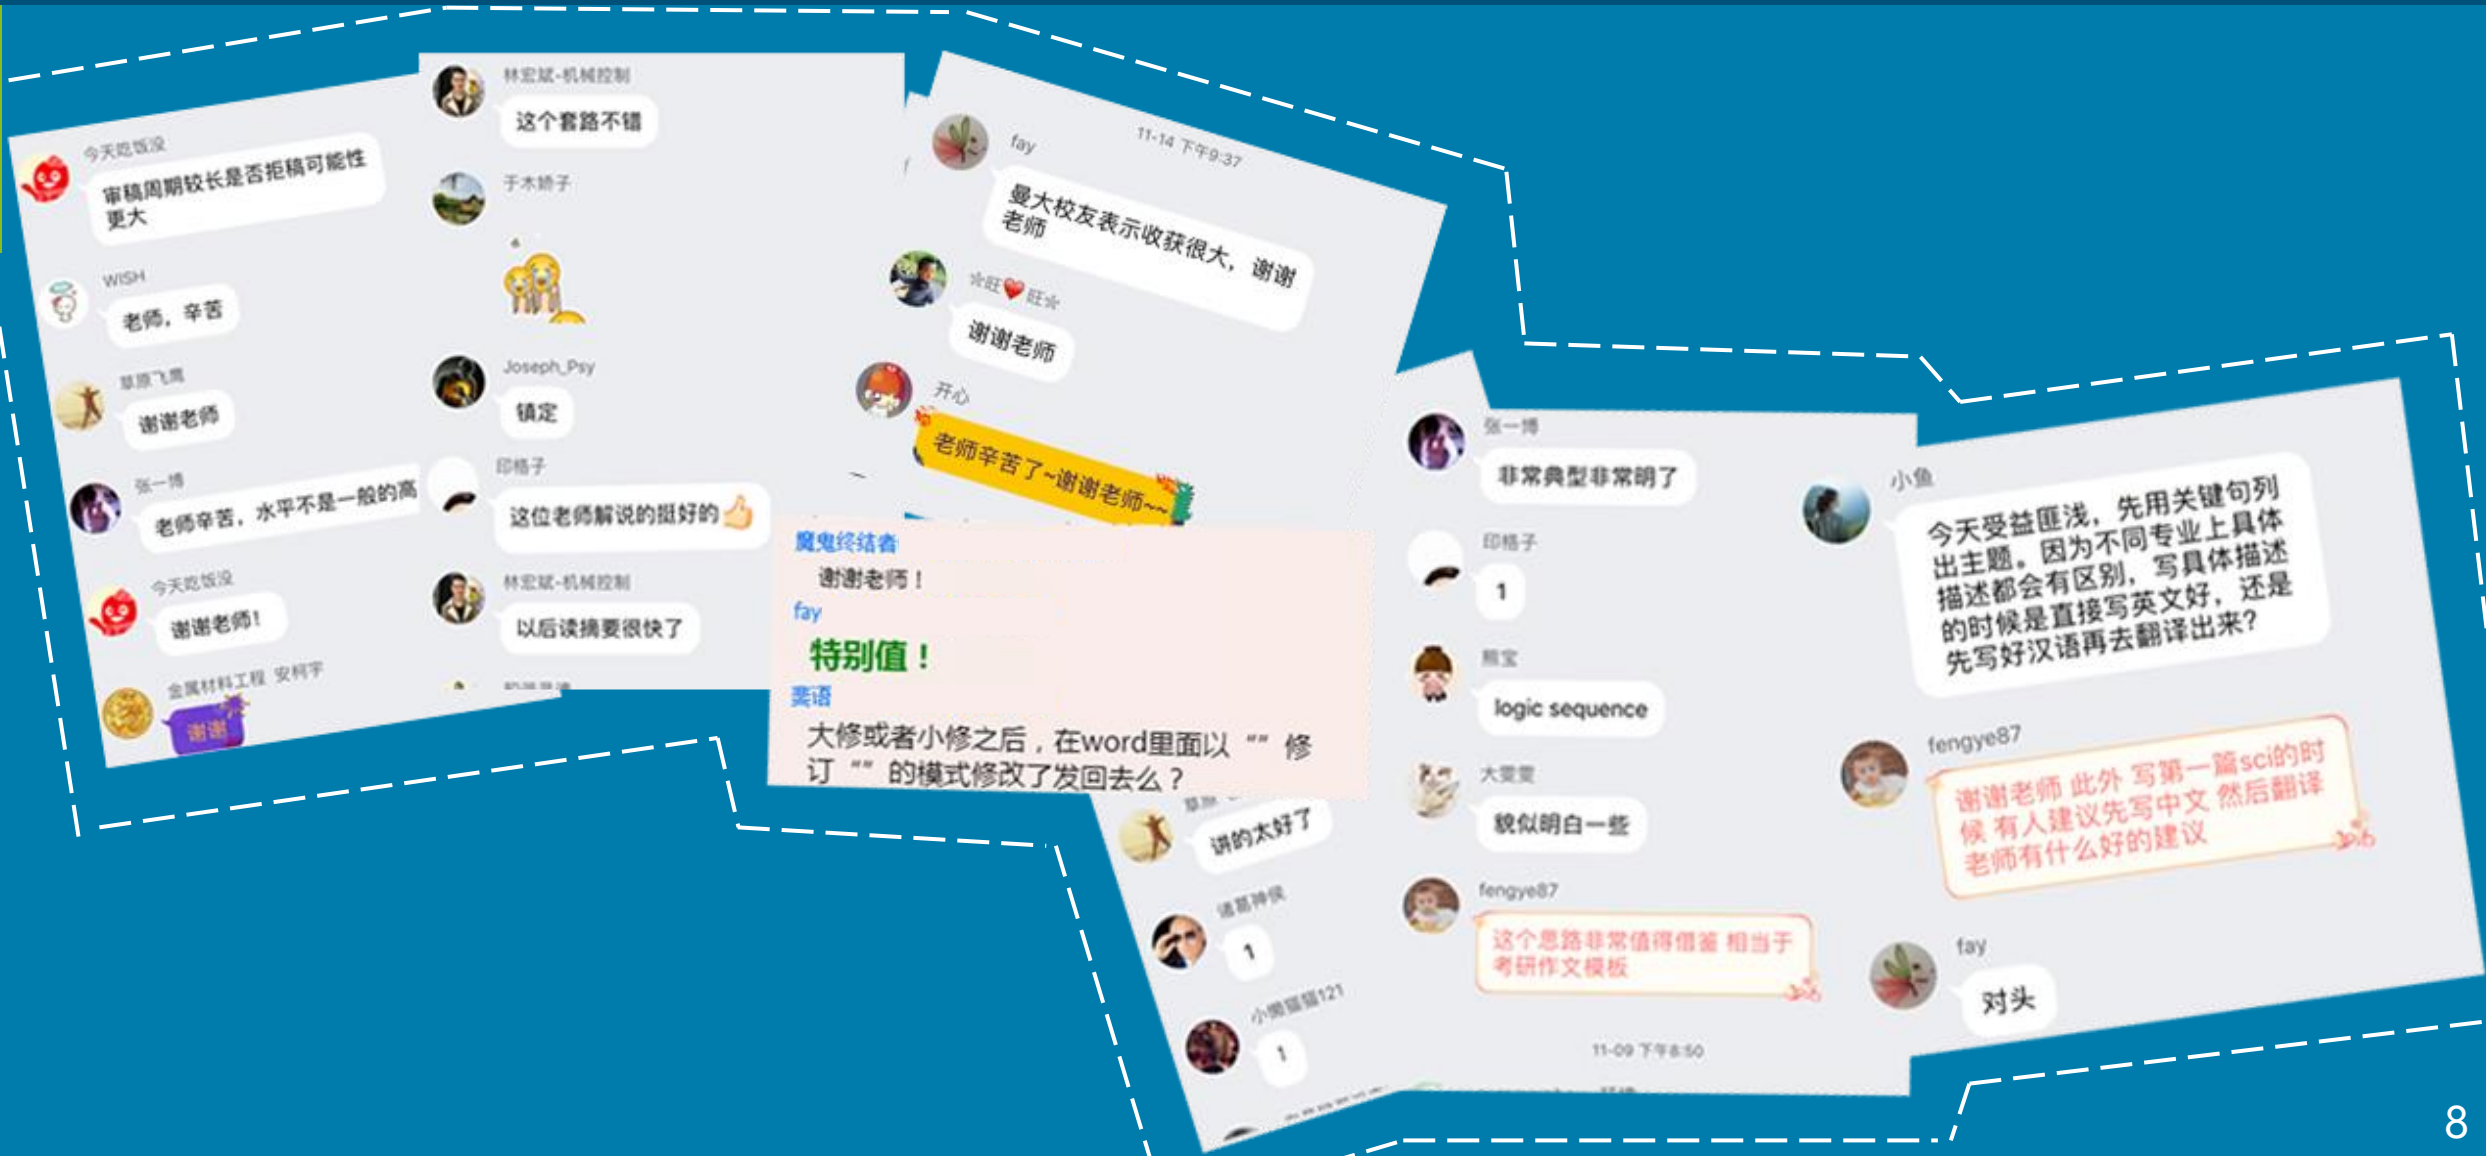 今天吃饭没
审稿周期较长是否拒稿可能性
更大
WISH
老师，辛苦
草原飞鹰
谢谢老师
张一博
老师辛苦，水平不是一般的高
今天吃饭没
谢谢老师！
金属材料工程 安柯宇
谢谢
林宏斌-机械控制
这个套路不错
于木娇子
Joseph_Psy
镇定
印格子
这位老师解说的挺好的
林宏斌-机械控制
以后读摘要很快了
11-14 下午9:37
fay
曼大校友表示收获很大，谢谢
老师
☆旺❤旺☆
谢谢老师
开心
老师辛苦了~谢谢老师~~
魔鬼终结者
谢谢老师！
fay
特别值！
斐语
大修或者小修之后，在word里面以“”修
订“”的模式修改了发回去么？
讲的太好了
诸葛神侯
1
小懒猫猫121
1
张一博
非常典型非常明了
印格子
1
熊宝
logic sequence
大雯雯
貌似明白一些
fengye87
这个思路非常值得借鉴 相当于
考研作文模板
11-09 下午8:50
小鱼
今天受益匪浅，先用关键句列
出主题。因为不同专业上具体
描述都会有区别，写具体描述
的时候是直接写英文好，还是
先写好汉语再去翻译出来？
fengye87
谢谢老师 此外 写第一篇sci的时
候 有人建议先写中文 然后翻译
老师有什么好的建议
fay
对头
8